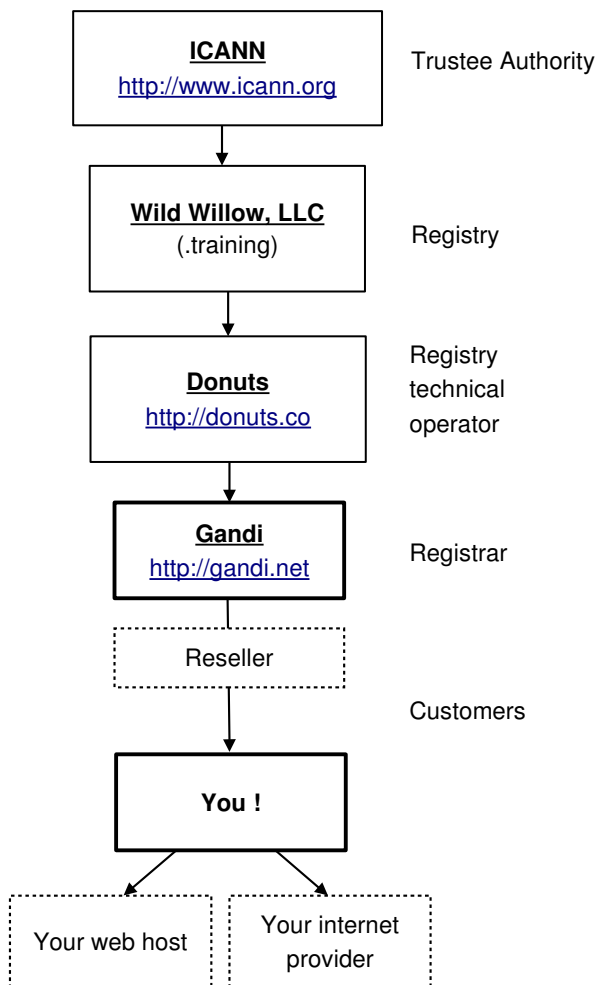 ICANN
http://www.icann.org
Trustee Authority
Wild Willow, LLC
(.training)
Registry
Donuts
http://donuts.co
Registry
technical
operator
Gandi
http://gandi.net
Registrar
Reseller
Customers
You !
Your web host
Your internet
provider